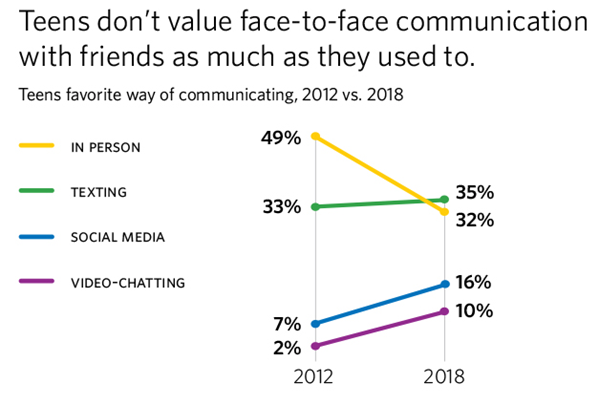 Teens don’t value face-to-face communication
with friends as much as they used to.
Teens favorite way of communicating, 2012 vs. 2018
IN PERSON
TEXTING
SOCIAL MEDIA
VIDEO-CHATTING
49%
33%
7%
2%
35%
32%
16%
10%
2012 2018